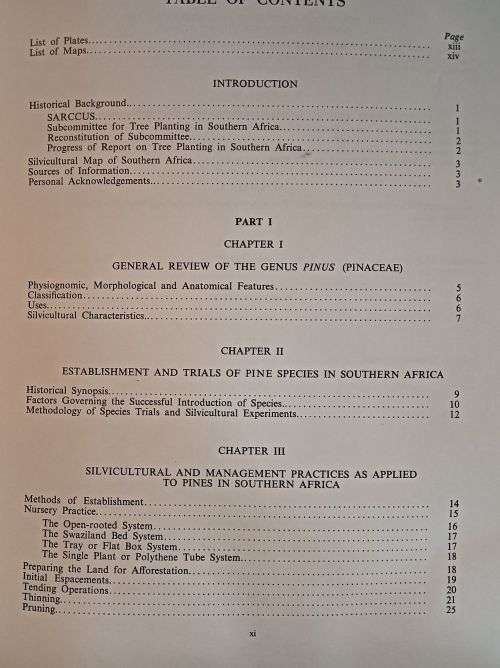 TABLE OF CONTENTS
Page
List of Plates xiii
List of Maps xiv
INTRODUCTION
Historical Background 1
SARCCUS 1
Subcommittee for Tree Planting in Southern Africa 1
Reconstitution of Subcommittee 2
Progress of Report on Tree Planting in Southern Africa 2
Silvicultural Map of Southern Africa 3
Sources of Information 3
Personal Acknowledgements 3
PART I
CHAPTER I
GENERAL REVIEW OF THE GENUS PINUS (PINACEAE)
Physiognomic, Morphological and Anatomical Features 5
Classification 6
Uses 6
Silvicultural Characteristics 7
CHAPTER II
ESTABLISHMENT AND TRIALS OF PINE SPECIES IN SOUTHERN AFRICA
Historical Synopsis 9
Factors Governing the Successful Introduction of Species 10
Methodology of Species Trials and Silvicultural Experiments 12
CHAPTER III
SILVICULTURAL AND MANAGEMENT PRACTICES AS APPLIED
TO PINES IN SOUTHERN AFRICA
Methods of Establishment 14
Nursery Practice 15
The Open-rooted System 16
The Swaziland Bed System 17
The Tray or Flat Box System 17
The Single Plant or Polythene Tube System 18
Preparing the Land for Afforestation 18
Initial Espacements 19
Tending Operations 20
Thinning 21
Pruning 25
xi